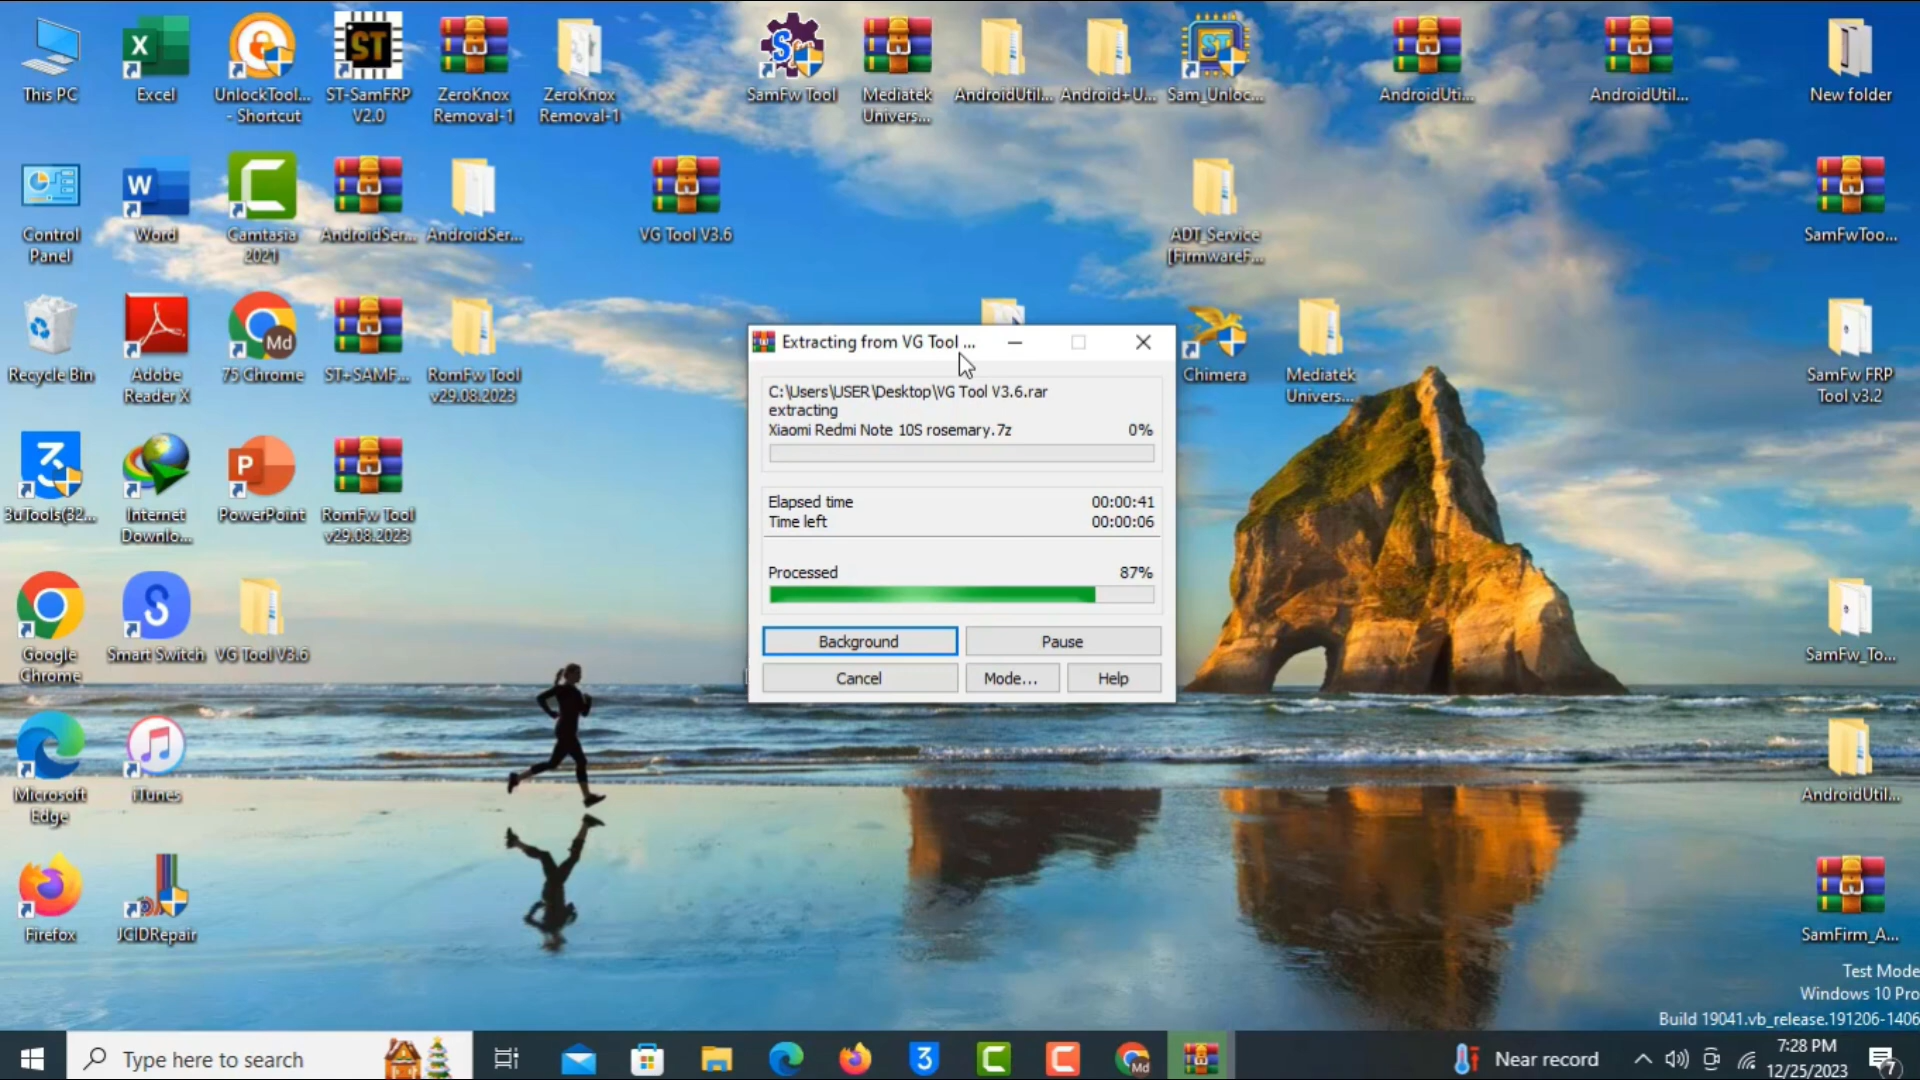 This PC
Excel
UnlockTool...
- Shortcut
ST-SamFRP
V2.0
ZeroKnox
Removal-1
ZeroKnox
Removal-1
SamFw Tool
Mediatek
Univers...
AndroidUtil...
Android+U...
Sam_Unloc...
AndroidUti...
AndroidUtil...
New folder
Control
Panel
Word
Camtasia
2021
AndroidSer...
AndroidSer...
VG Tool V3.6
ADT_Service
[FirmwareF...
SamFwToo...
Recycle Bin
Adobe
Reader X
75 Chrome
ST+SAMF...
RomFw Tool
v29.08.2023
Chimera
Mediatek
Univers...
SamFw FRP
Tool v3.2
Extracting from VG Tool ...
C:\Users\USER\Desktop\VG Tool V3.6.rar
extracting
Xiaomi Redmi Note 10S rosemary.7z 0%
Elapsed time 00:00:41
Time left 00:00:06
Processed 87%
Background
Pause
Cancel
Mode...
Help
3uTools(32...
Internet
Downlo...
PowerPoint
RomFw Tool
v29.08.2023
Google
Chrome
Smart Switch
VG Tool V3.6
SamFw_To...
Microsoft
Edge
iTunes
AndroidUtil...
Firefox
JCIDRepair
SamFirm_A...
Test Mode
Windows 10 Pro
Build 19041.vb_release.191206-1406
Type here to search
Near record
7:28 PM
12/25/2023
7